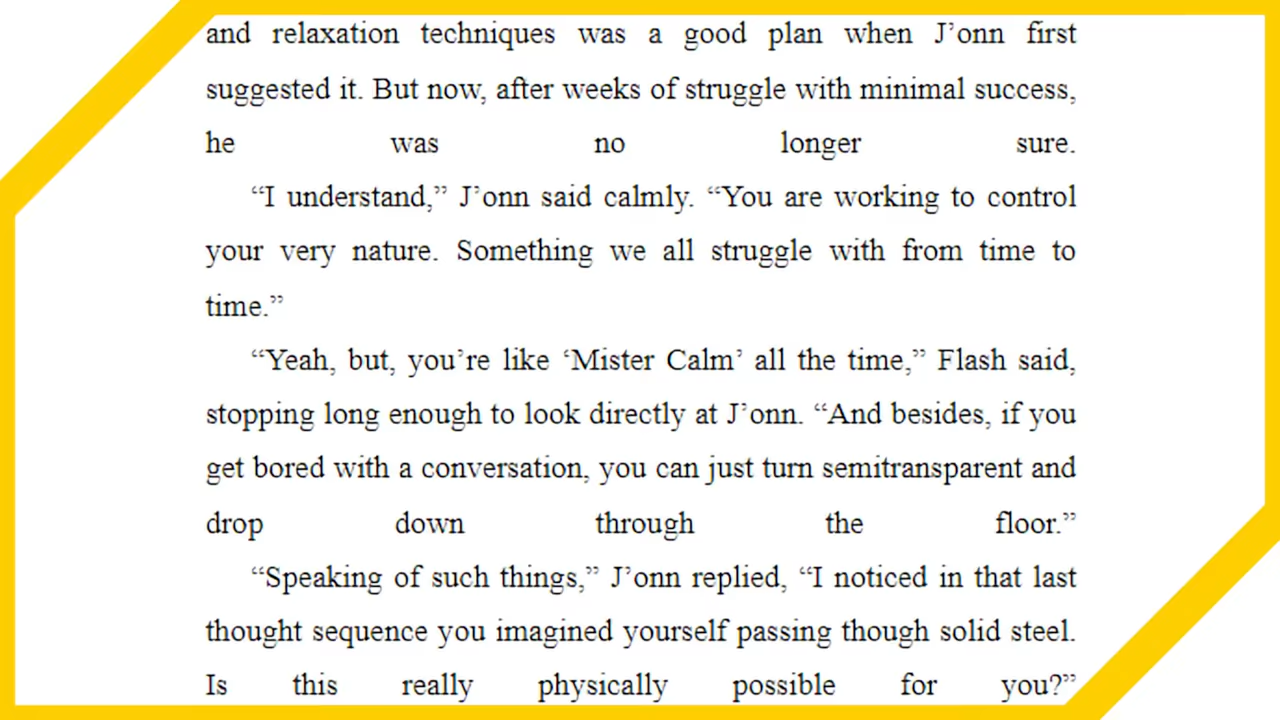 and relaxation techniques was a good plan when J’onn first
suggested it. But now, after weeks of struggle with minimal success,
he was no longer sure.
“I understand,” J’onn said calmly. “You are working to control
your very nature. Something we all struggle with from time to
time.”
“Yeah, but, you’re like ‘Mister Calm’ all the time,” Flash said,
stopping long enough to look directly at J’onn. “And besides, if you
get bored with a conversation, you can just turn semitransparent and
drop down through the floor.”
“Speaking of such things,” J’onn replied, “I noticed in that last
thought sequence you imagined yourself passing though solid steel.
Is this really physically possible for you?”